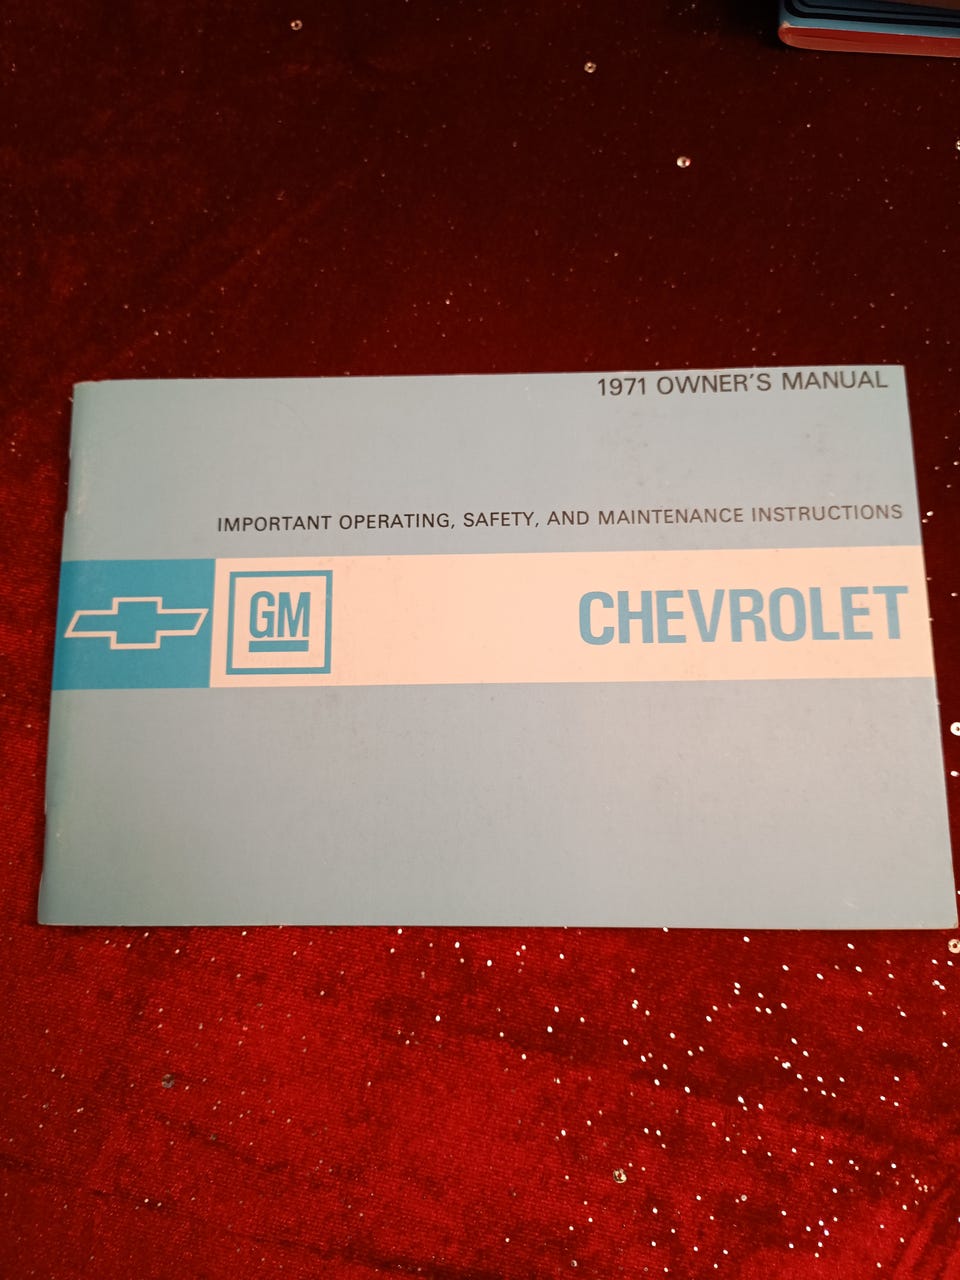 1971 OWNER'S MANUAL
IMPORTANT OPERATING, SAFETY, AND MAINTENANCE INSTRUCTIONS
GM
CHEVROLET